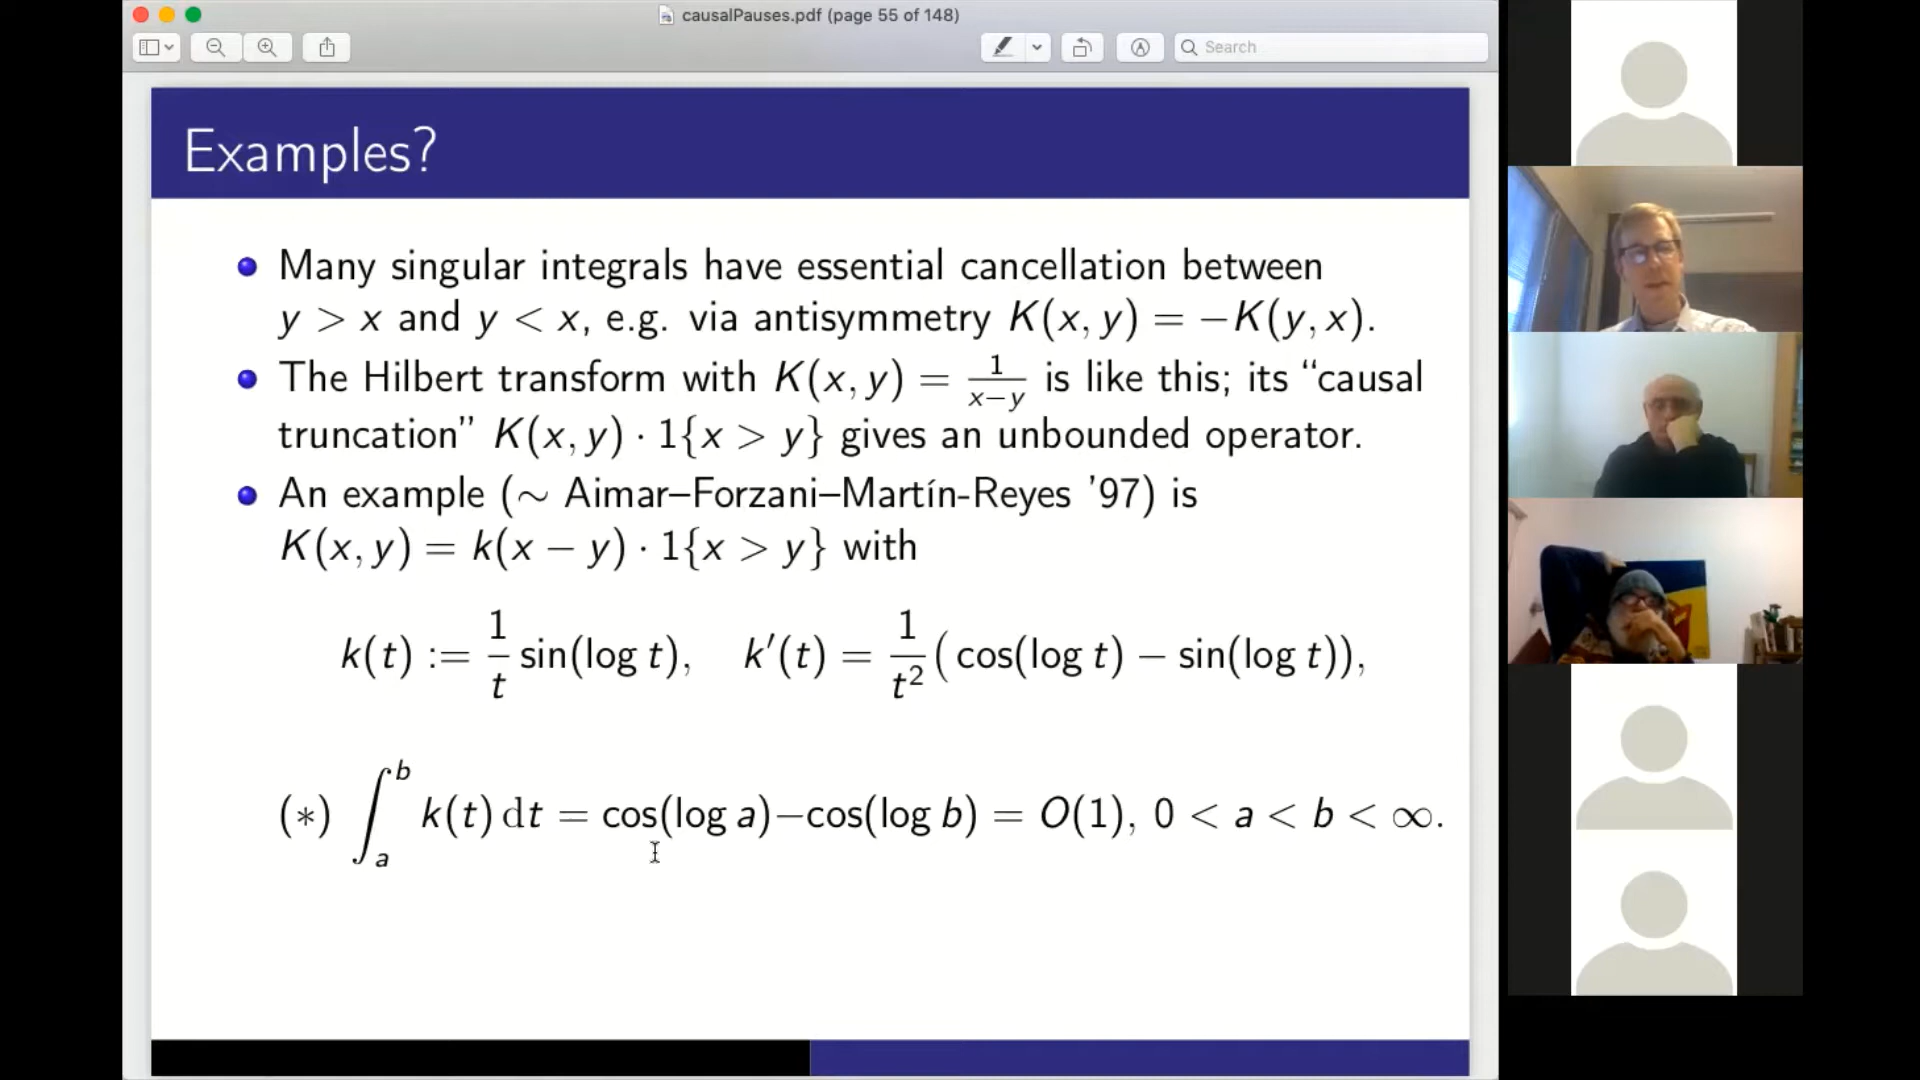 causalPauses.pdf (page 55 of 148)
Search
Examples?
Many singular integrals have essential cancellation between
y > x and y < x, e.g. via antisymmetry K(x, y) = −K(y, x).
The Hilbert transform with K(x, y) = 1/(x−y) is like this; its “causal
truncation” K(x, y) · 1{x > y} gives an unbounded operator.
An example (∼ Aimar–Forzani–Martín-Reyes ’97) is
K(x, y) = k(x − y) · 1{x > y} with
k(t) := 1/t sin(log t), k′(t) = 1/t² (cos(log t) − sin(log t)),
(∗) ∫_a^b k(t) dt = cos(log a)−cos(log b) = O(1), 0 < a < b < ∞.